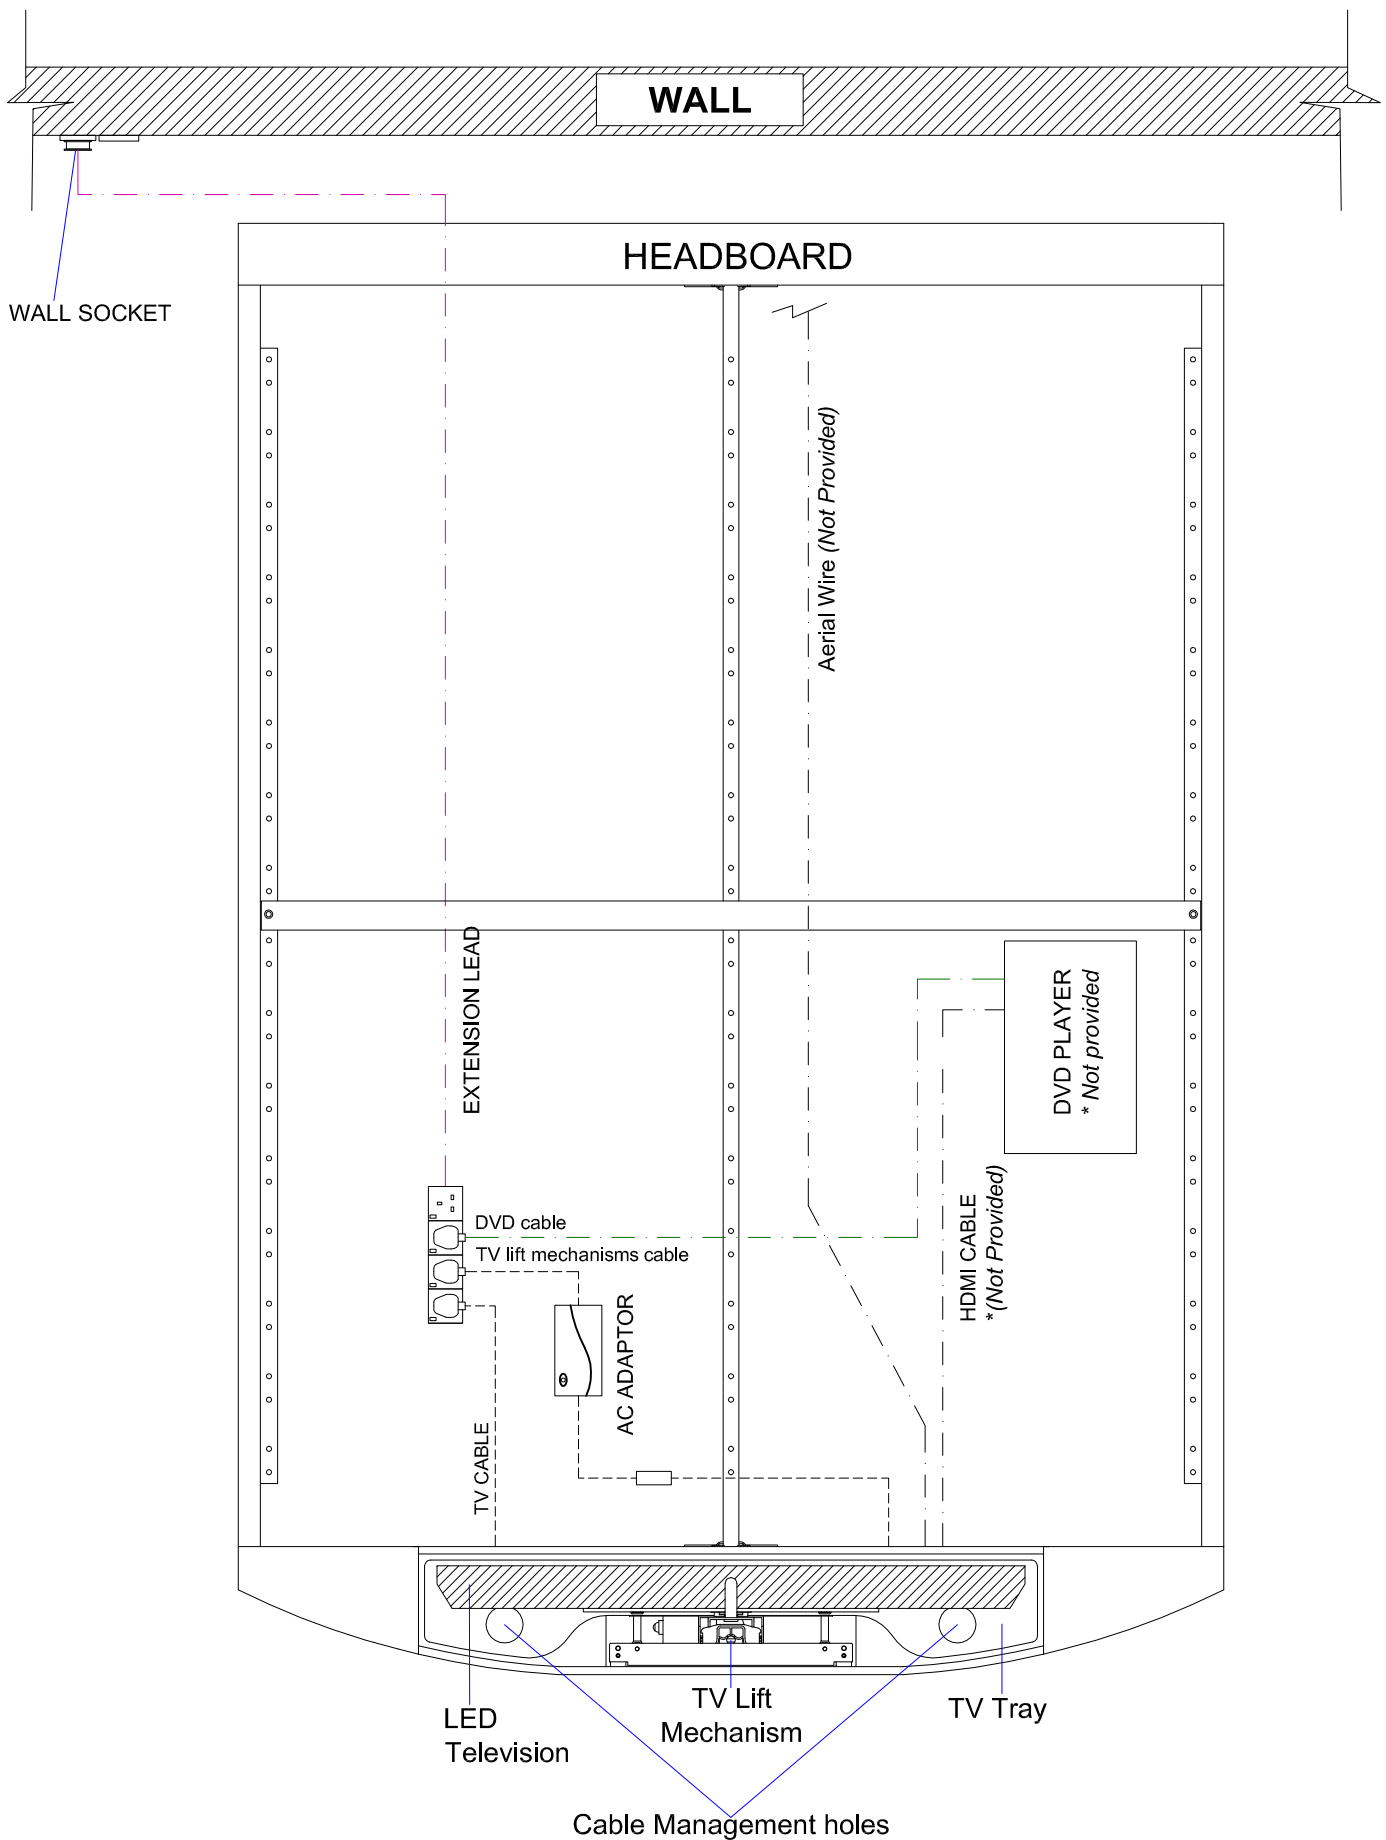 WALL
HEADBOARD
WALL SOCKET
Aerial Wire (Not Provided)
EXTENSION LEAD
DVD PLAYER
* Not provided
DVD cable
TV lift mechanisms cable
HDMI CABLE
*(Not Provided)
AC ADAPTOR
TV CABLE
LED
Television
TV Lift
Mechanism
TV Tray
Cable Management holes